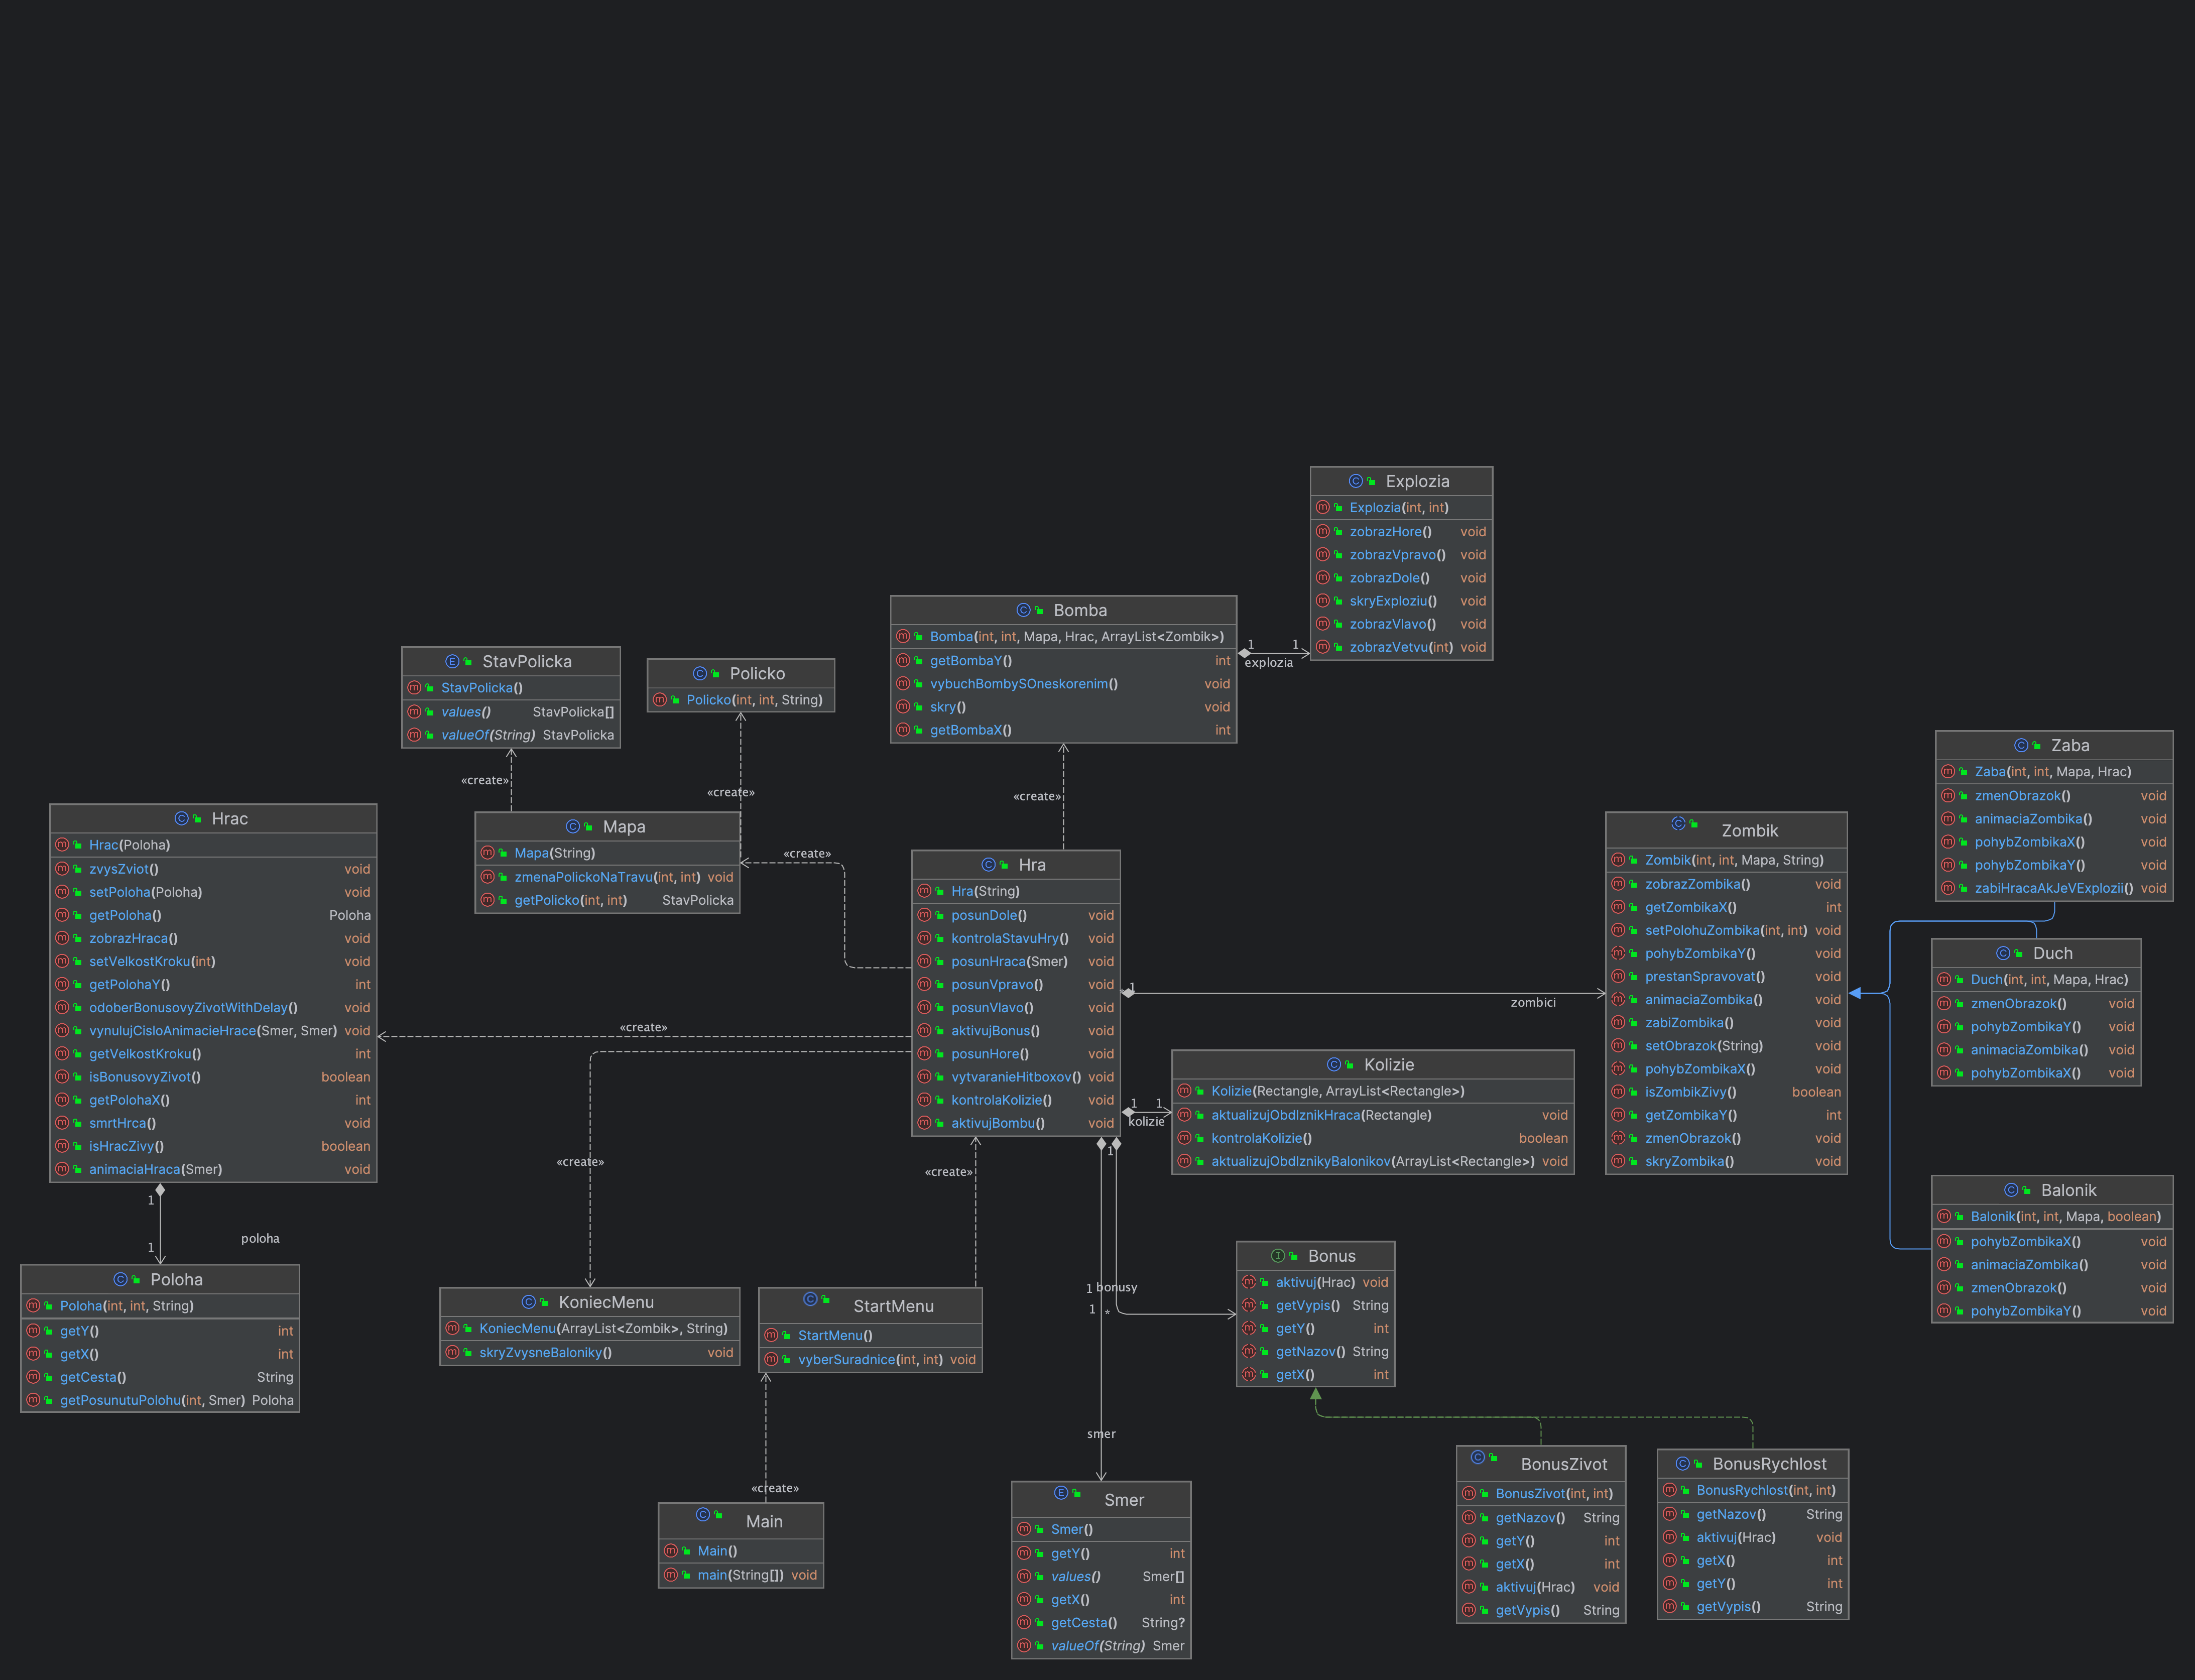 Explozia
Explozia(int, int)
zobrazHore() void
zobrazVpravo() void
zobrazDole() void
skryExploziu() void
zobrazVlavo() void
zobrazVetvu(int) void
Bomba
Bomba(int, int, Mapa, Hrac, ArrayList<Zombik>)
getBombaY() int
vybuchBombySOneskorenim() void
skry() void
getBombaX() int
1 1
explozia
StavPolicka
StavPolicka()
values() StavPolicka[]
valueOf(String) StavPolicka
Policko
Policko(int, int, String)
«create»
«create»
«create»
Mapa
Mapa(String)
zmenaPolickoNaTravu(int, int) void
getPolicko(int, int) StavPolicka
«create»
Hrac
Hrac(Poloha)
zvysZviot() void
setPoloha(Poloha) void
getPoloha() Poloha
zobrazHraca() void
setVelkostKroku(int) void
getPolohaY() int
odoberBonusovyZivotWithDelay() void
vynulujCisloAnimacieHrace(Smer, Smer) void
getVelkostKroku() int
isBonusovyZivot() boolean
getPolohaX() int
smrtHrca() void
isHracZivy() boolean
animaciaHraca(Smer) void
«create»
Hra
Hra(String)
posunDole() void
kontrolaStavuHry() void
posunHraca(Smer) void
posunVpravo() void
posunVlavo() void
aktivujBonus() void
posunHore() void
vytvaranieHitboxov() void
kontrolaKolizie() void
aktivujBombu() void
1
zombici
Zombik
Zombik(int, int, Mapa, String)
zobrazZombika() void
getZombikaX() int
setPolohuZombika(int, int) void
pohybZombikaY() void
prestanSpravovat() void
animaciaZombika() void
zabiZombika() void
setObrazok(String) void
pohybZombikaX() void
isZombikZivy() boolean
getZombikaY() int
zmenObrazok() void
skryZombika() void
Zaba
Zaba(int, int, Mapa, Hrac)
zmenObrazok() void
animaciaZombika() void
pohybZombikaX() void
pohybZombikaY() void
zabiHracaAkJeVExplozii() void
Duch
Duch(int, int, Mapa, Hrac)
zmenObrazok() void
pohybZombikaY() void
animaciaZombika() void
pohybZombikaX() void
Balonik
Balonik(int, int, Mapa, boolean)
pohybZombikaX() void
animaciaZombika() void
zmenObrazok() void
pohybZombikaY() void
Kolizie
Kolizie(Rectangle, ArrayList<Rectangle>)
aktualizujObdlznikHraca(Rectangle) void
kontrolaKolizie() boolean
aktualizujObdlznikyBalonikov(ArrayList<Rectangle>) void
1 1
kolizie
«create»
«create»
1
1
poloha
1
Poloha
Poloha(int, int, String)
getY() int
getX() int
getCesta() String
getPosunutuPolohu(int, Smer) Poloha
KoniecMenu
KoniecMenu(ArrayList<Zombik>, String)
skryZvysneBaloniky() void
StartMenu
StartMenu()
vyberSuradnice(int, int) void
1 bonusy
1 *
Bonus
aktivuj(Hrac) void
getVypis() String
getY() int
getNazov() String
getX() int
smer
«create»
Main
Main()
main(String[]) void
Smer
Smer()
getY() int
values() Smer[]
getX() int
getCesta() String?
valueOf(String) Smer
BonusZivot
BonusZivot(int, int)
getNazov() String
getY() int
getX() int
aktivuj(Hrac) void
getVypis() String
BonusRychlost
BonusRychlost(int, int)
getNazov() String
aktivuj(Hrac) void
getX() int
getY() int
getVypis() String